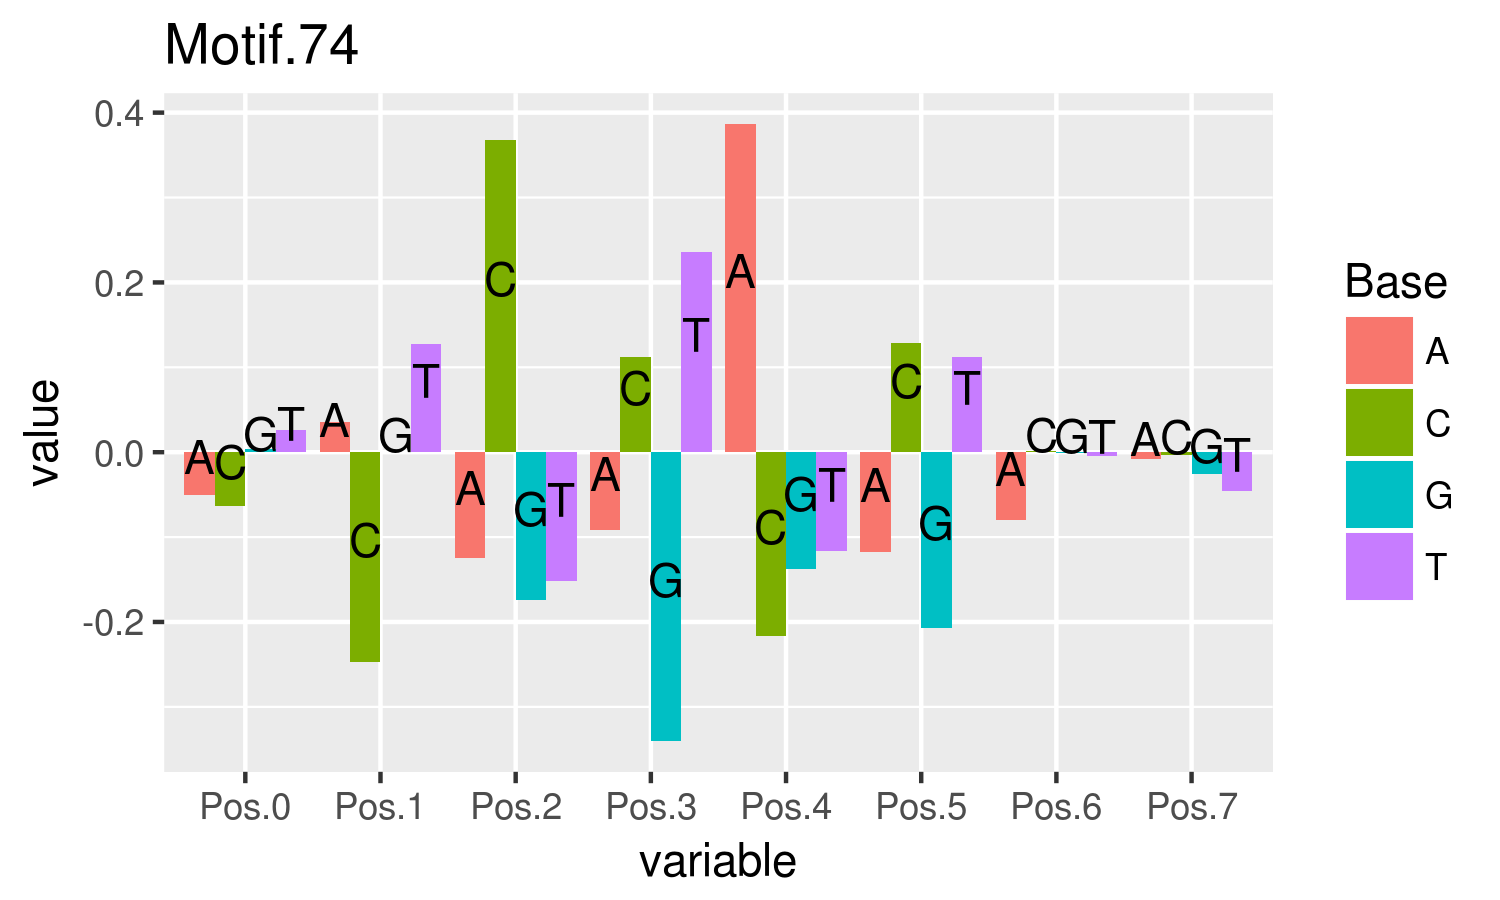 Motif.74
0.4
0.2
0.0
-0.2
value
A C G T A C G T A C G T A C G T A C G T A C G T A C G T A C G T
Pos.0 Pos.1 Pos.2 Pos.3 Pos.4 Pos.5 Pos.6 Pos.7
variable
Base
A
C
G
T